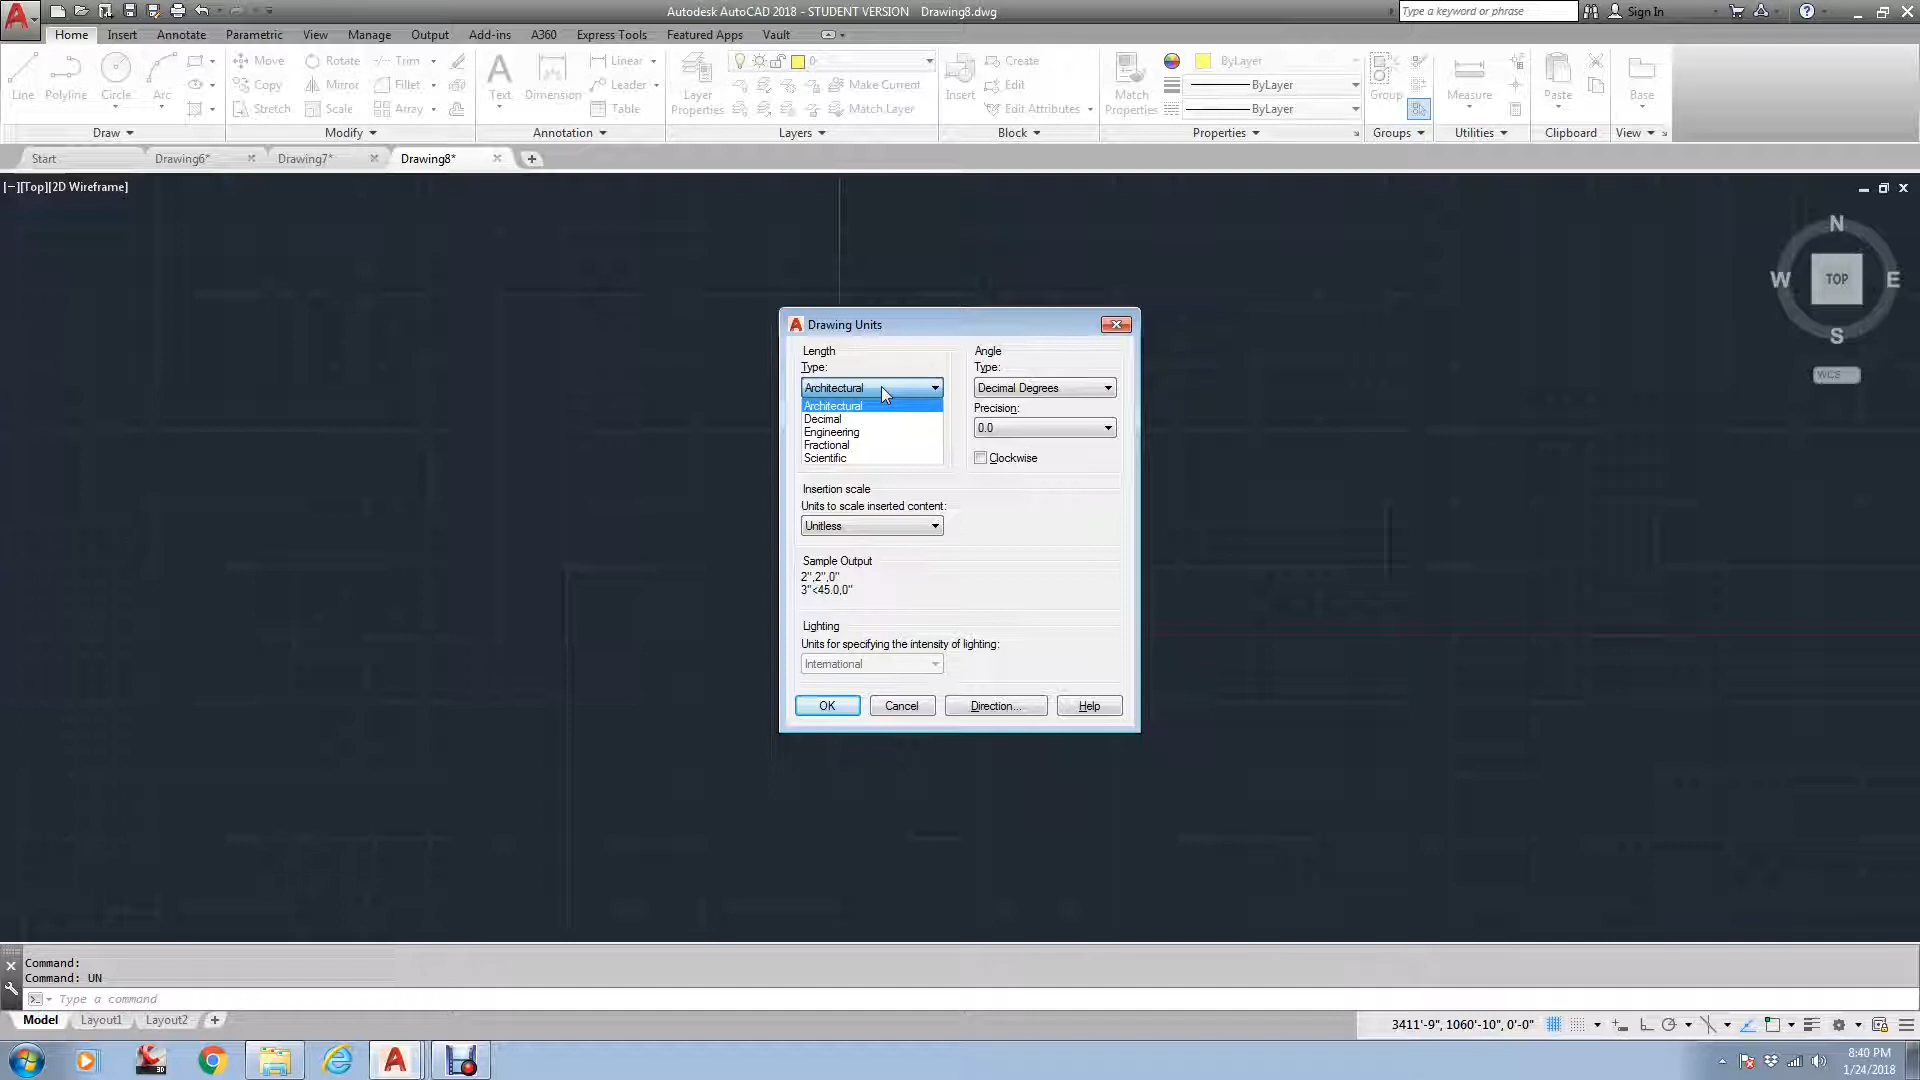 Autodesk AutoCAD 2018 - STUDENT VERSION Drawing8.dwg
Type a keyword or phrase
Sign In
Home Insert Annotate Parametric View Manage Output Add-ins A360 Express Tools Featured Apps Vault
Line
Polyline
Circle
Arc
Draw
Move Rotate Trim
Copy Mirror Fillet
Stretch Scale Array
Modify
Text
Dimension
Linear
Leader
Table
Annotation
Layer
Properties
0
Make Current
Match Layer
Layers
Insert
Create
Edit
Edit Attributes
Block
Match
Properties
ByLayer
ByLayer
ByLayer
Properties
Group
Groups
Measure
Utilities
Paste
Clipboard
Base
View
Start Drawing6* Drawing7* Drawing8*
[−][Top][2D Wireframe]
N
W TOP E
S
WCS
Drawing Units
Length
Type:
Architectural
Architectural
Decimal
Engineering
Fractional
Scientific
Angle
Type:
Decimal Degrees
Precision:
0.0
Clockwise
Insertion scale
Units to scale inserted content:
Unitless
Sample Output
2",2",0"
3"<45.0,0"
Lighting
Units for specifying the intensity of lighting:
International
OK Cancel Direction... Help
Command:
Command: UN
Type a command
Model Layout1 Layout2
3411'-9", 1060'-10", 0'-0"
8:40 PM
1/24/2018